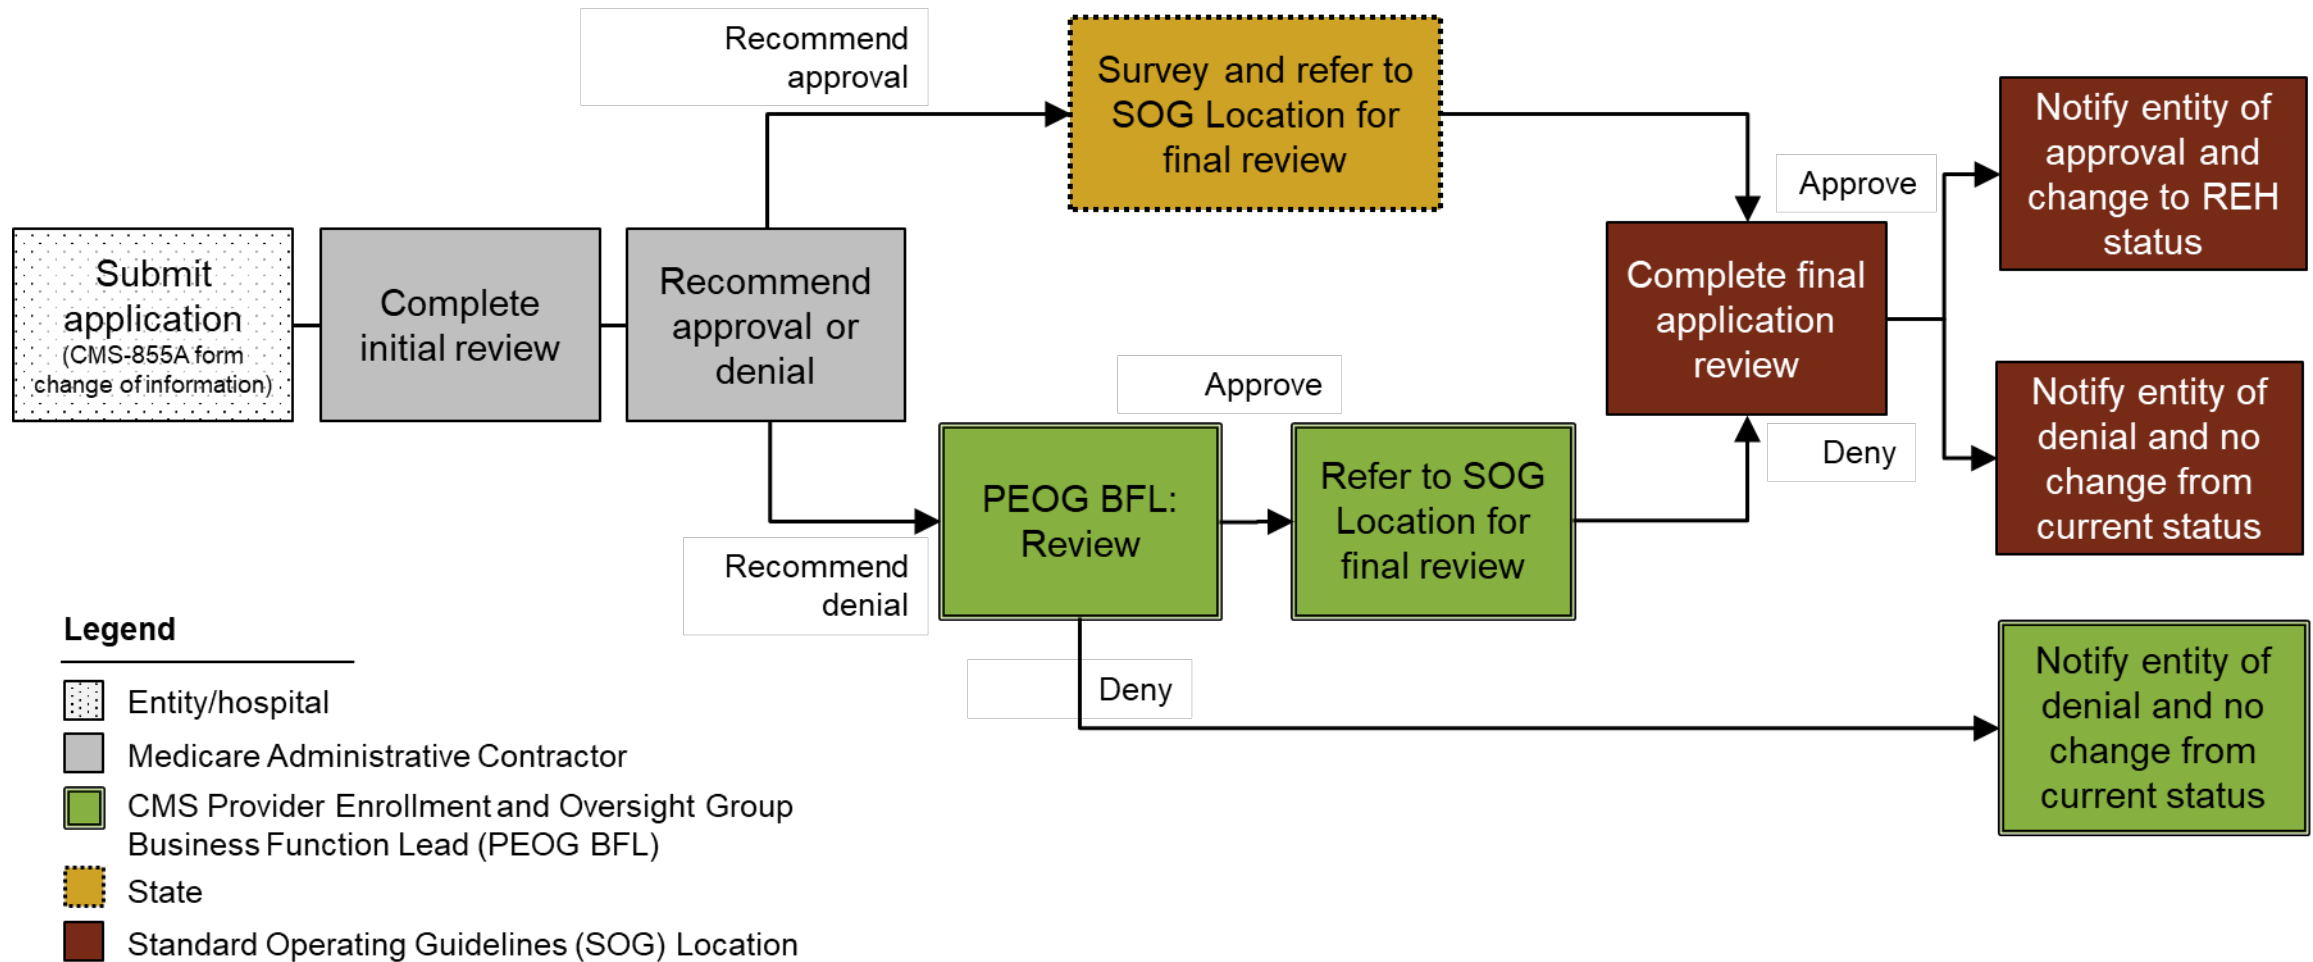 Recommend
approval
Survey and refer to
SOG Location for
final review
Notify entity of
approval and
change to REH
status
Approve
Submit
application
(CMS-855A form
change of information)
Complete
initial review
Recommend
approval or
denial
Complete final
application
review
Approve
Deny
Notify entity of
denial and no
change from
current status
PEOG BFL:
Review
Refer to SOG
Location for
final review
Recommend
denial
Deny
Notify entity of
denial and no
change from
current status
Legend
Entity/hospital
Medicare Administrative Contractor
CMS Provider Enrollment and Oversight Group
Business Function Lead (PEOG BFL)
State
Standard Operating Guidelines (SOG) Location